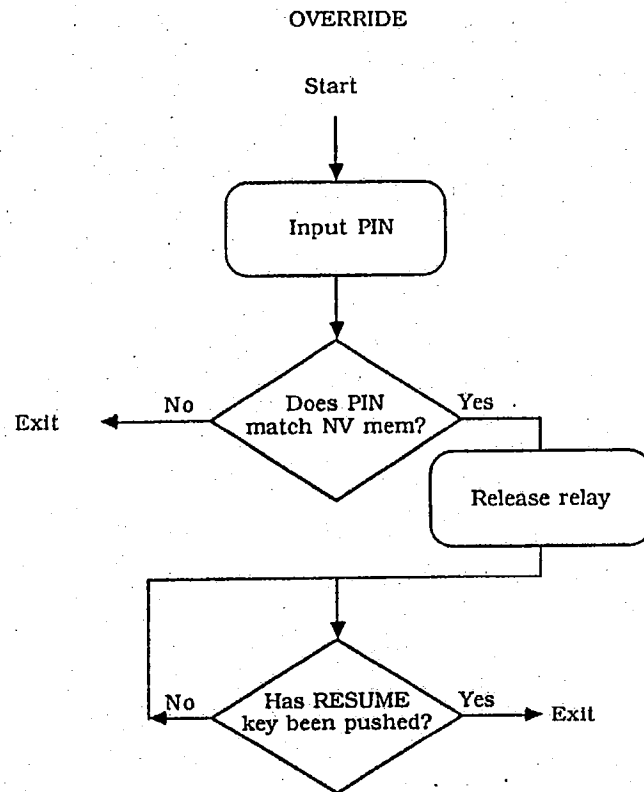 OVERRIDE
Start
Input PIN
Does PIN
match NV mem?
No
Yes
Exit
Release relay
Has RESUME
key been pushed?
No
Yes
Exit